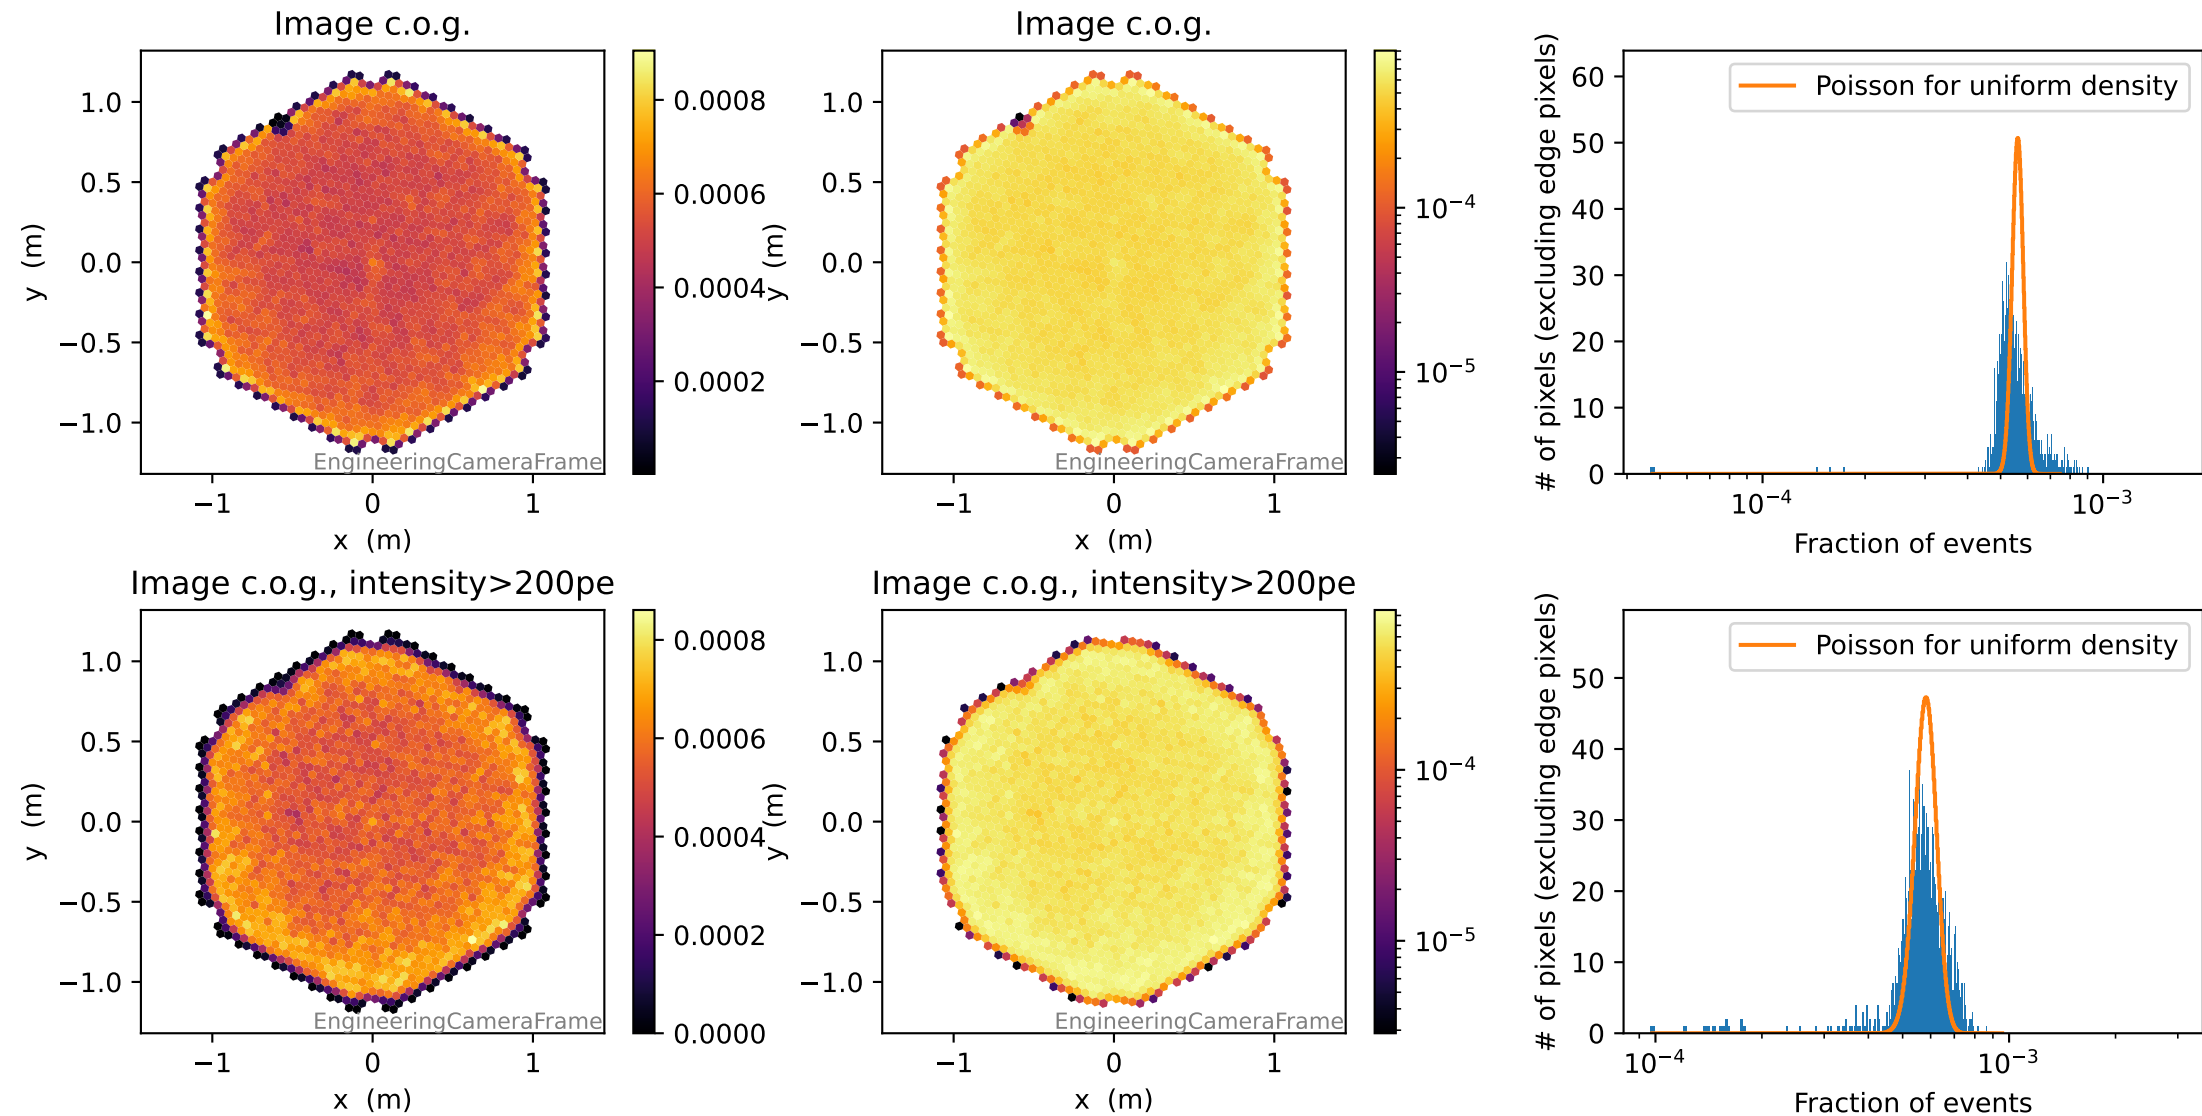 Image c.o.g.
y (m)
1.0
0.5
0.0
−0.5
−1.0
−1
0
1
x (m)
EngineeringCameraFrame
0.0008
0.0006
0.0004
0.0002
Image c.o.g.
y (m)
1.0
0.5
0.0
−0.5
−1.0
−1
0
1
x (m)
EngineeringCameraFrame
10⁻⁴
10⁻⁵
# of pixels (excluding edge pixels)
60
50
40
30
20
10
0
Poisson for uniform density
10⁻⁴
10⁻³
Fraction of events
Image c.o.g., intensity>200pe
y (m)
1.0
0.5
0.0
−0.5
−1.0
−1
0
1
x (m)
EngineeringCameraFrame
0.0008
0.0006
0.0004
0.0002
0.0000
Image c.o.g., intensity>200pe
y (m)
1.0
0.5
0.0
−0.5
−1.0
−1
0
1
x (m)
EngineeringCameraFrame
10⁻⁴
10⁻⁵
# of pixels (excluding edge pixels)
50
40
30
20
10
0
Poisson for uniform density
10⁻⁴
10⁻³
Fraction of events